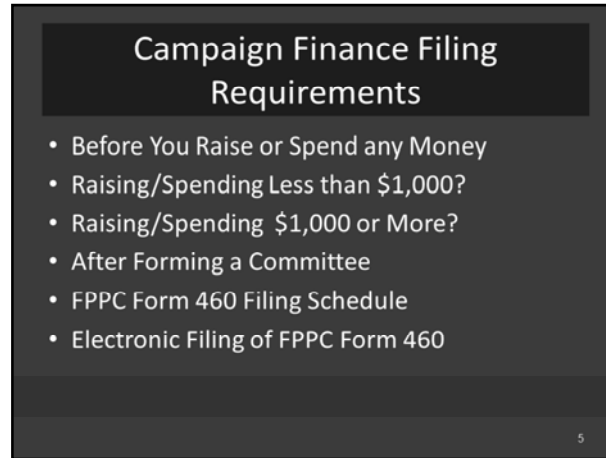 Campaign Finance Filing
Requirements
• Before You Raise or Spend any Money
• Raising/Spending Less than $1,000?
• Raising/Spending $1,000 or More?
• After Forming a Committee
• FPPC Form 460 Filing Schedule
• Electronic Filing of FPPC Form 460
5